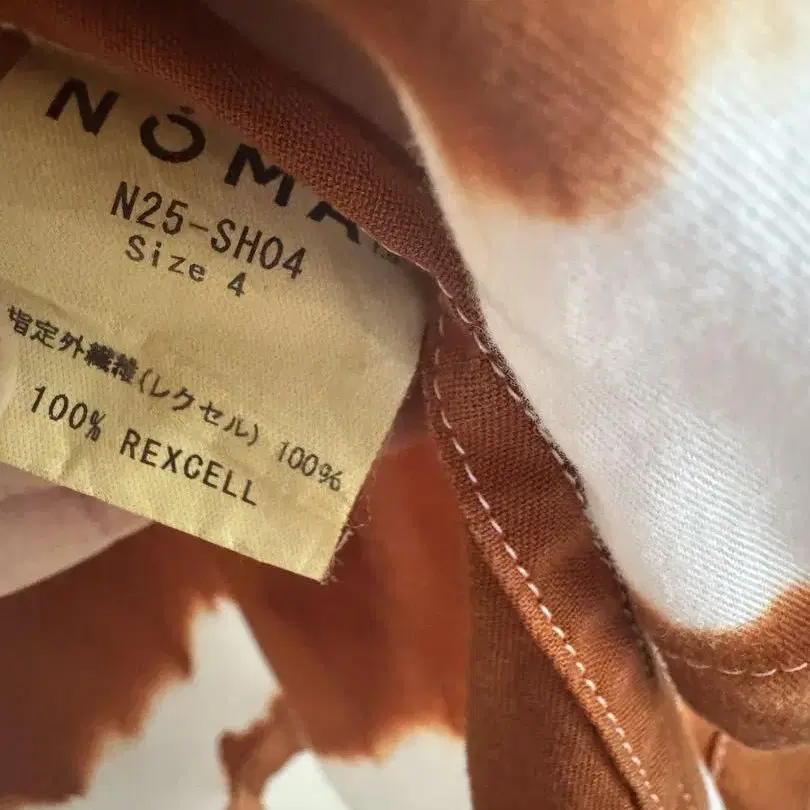 NOMA
N25-SH04
Size 4
指定外繊維(レクセル) 100%
100% REXCELL